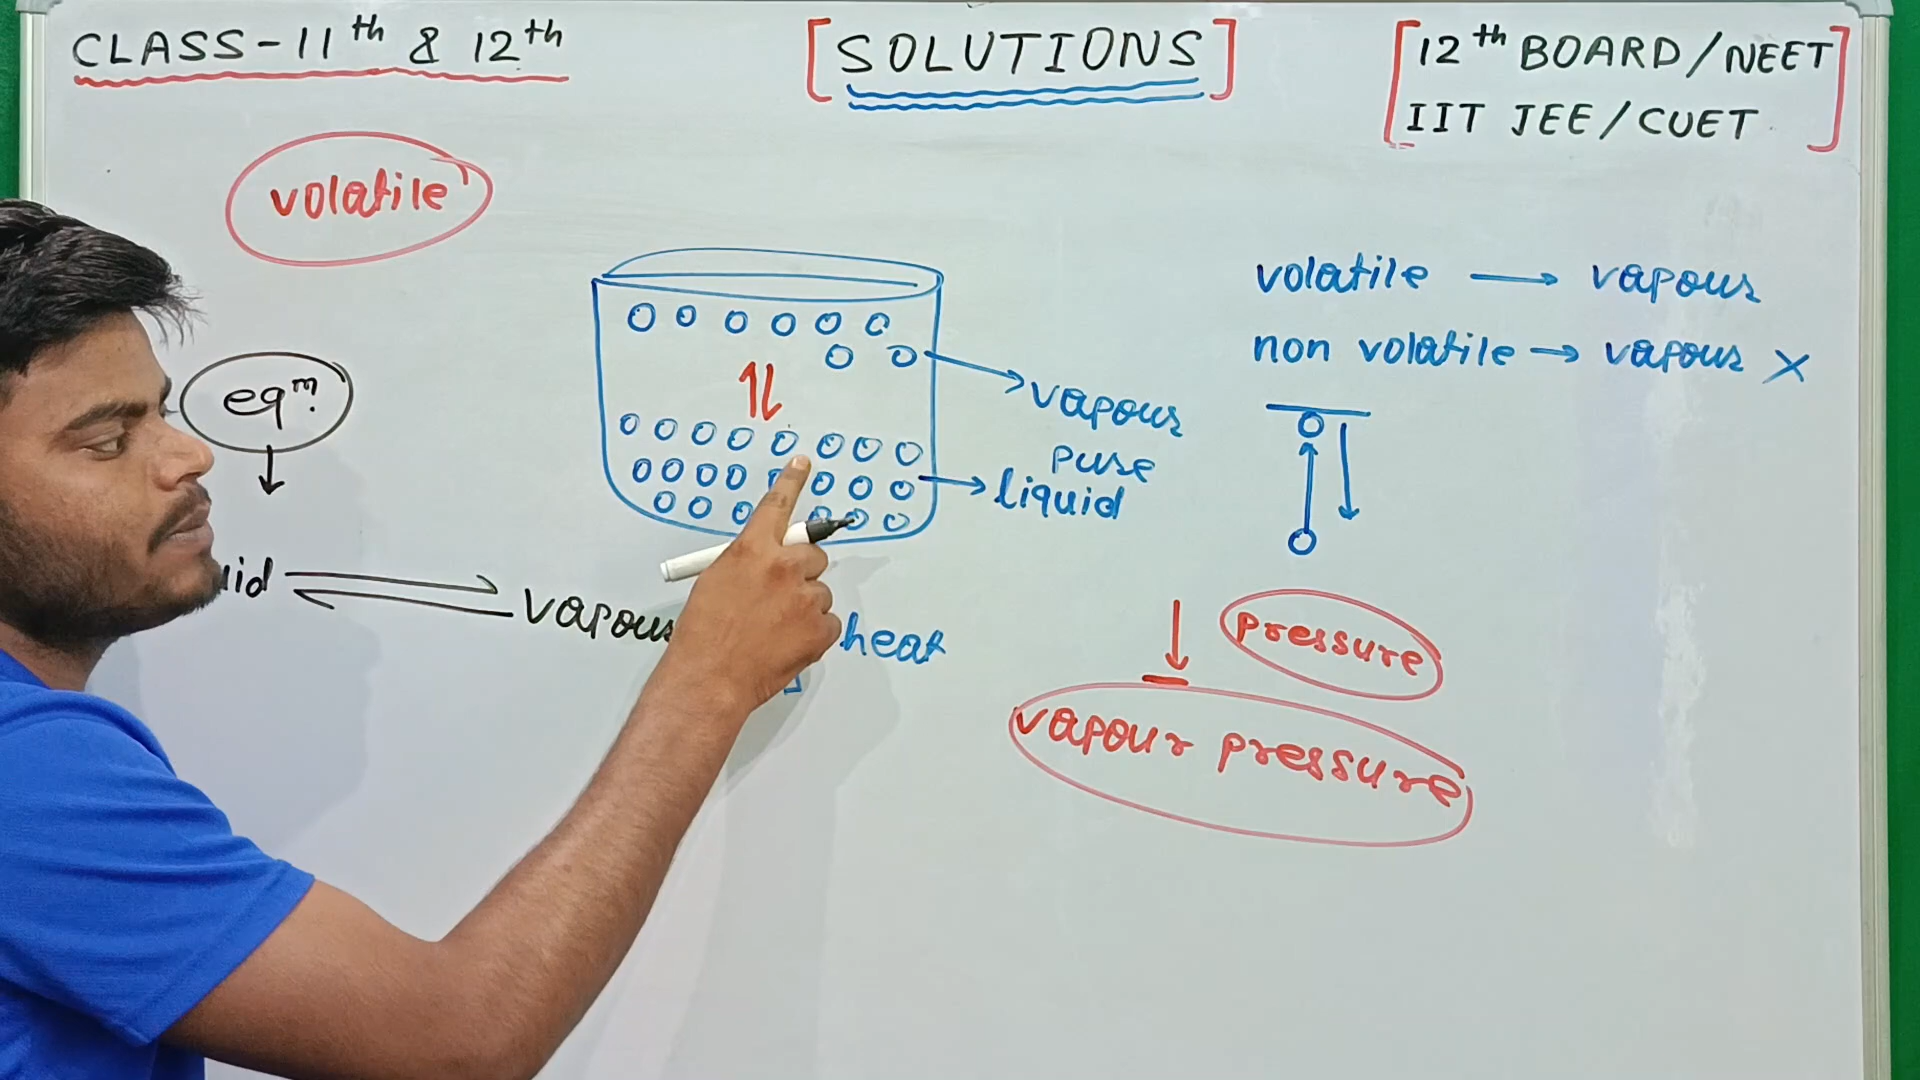 CLASS-11th & 12th
[SOLUTIONS]
[12th BOARD/NEET
IIT JEE/CUET]
volatile
volatile → vapour
non volatile → vapour X
eqm.
vapour
pure
liquid
uid ⇌ vapour
heat
pressure
vapour pressure